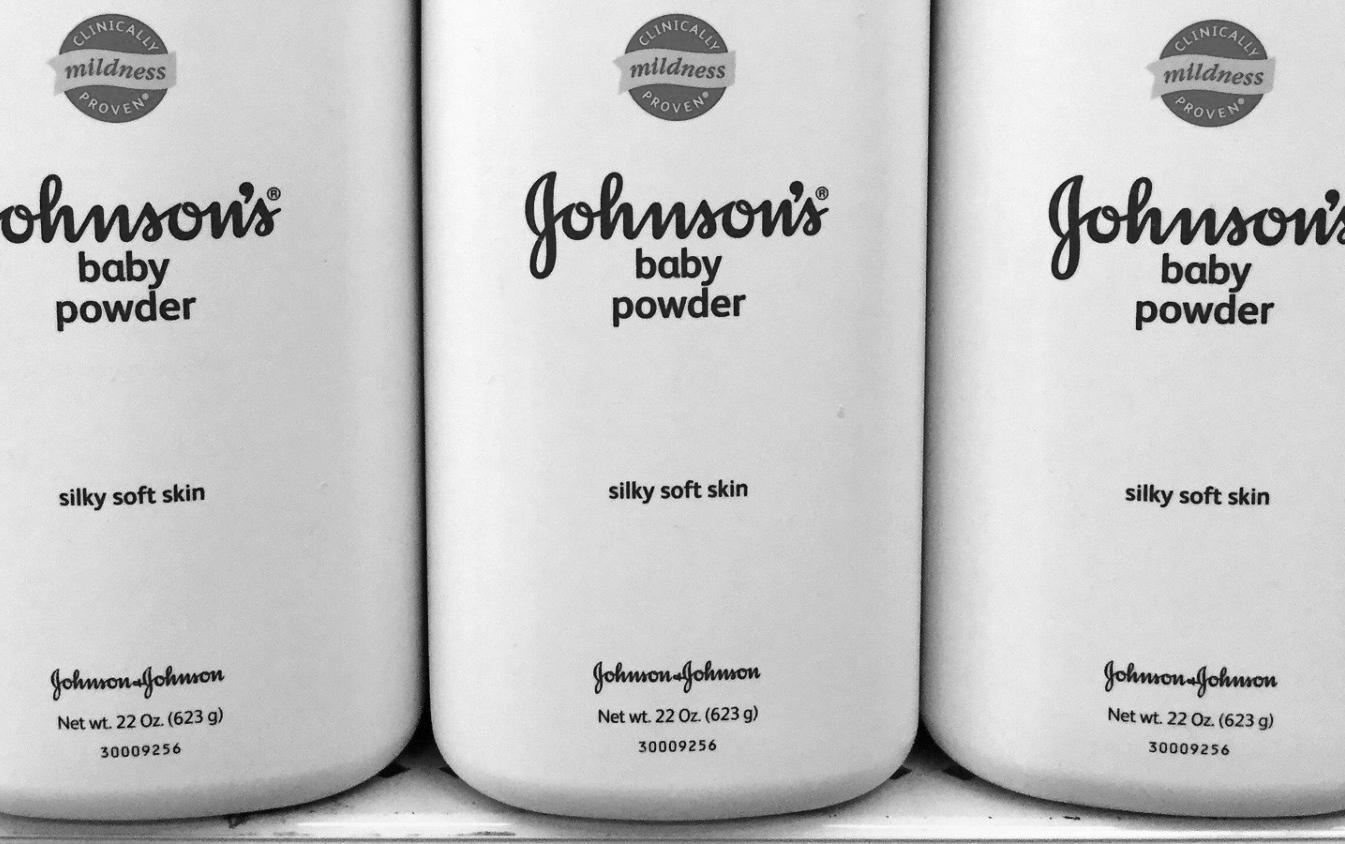 CLINICALLY
mildness
PROVEN®
Johnson's®
baby
powder
silky soft skin
Johnson & Johnson
Net wt. 22 Oz. (623 g)
30009256
CLINICALLY
mildness
PROVEN®
Johnson's®
baby
powder
silky soft skin
Johnson & Johnson
Net wt. 22 Oz. (623 g)
30009256
CLINICALLY
mildness
PROVEN®
Johnson's
baby
powder
silky soft skin
Johnson & Johnson
Net wt. 22 Oz. (623 g)
30009256